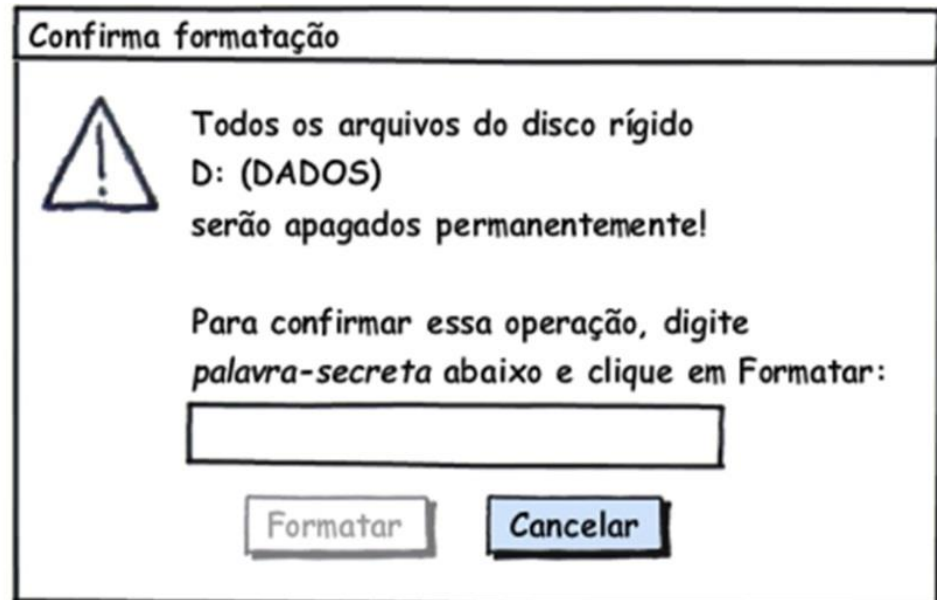 Confirma formatação
Todos os arquivos do disco rígido
D: (DADOS)
serão apagados permanentemente!
Para confirmar essa operação, digite
palavra-secreta abaixo e clique em Formatar:
Formatar
Cancelar